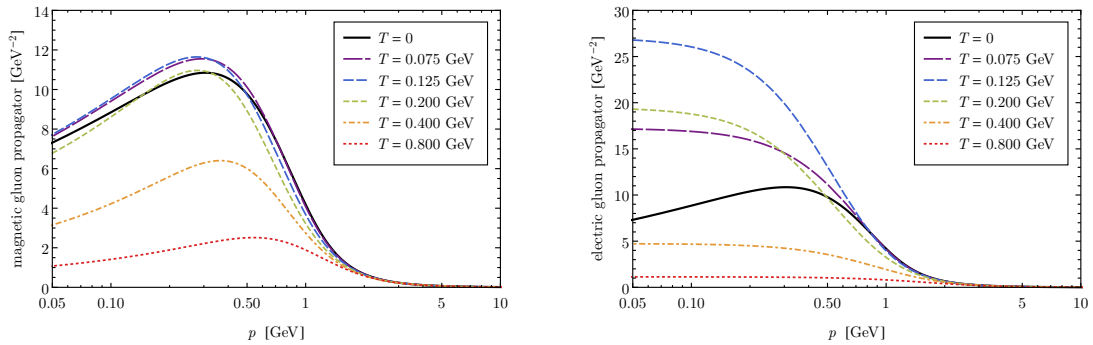 magnetic gluon propagator [GeV⁻²]
14
12
10
8
6
4
2
0
0.05 0.10 0.50 1 5 10
p [GeV]
T = 0
T = 0.075 GeV
T = 0.125 GeV
T = 0.200 GeV
T = 0.400 GeV
T = 0.800 GeV
electric gluon propagator [GeV⁻²]
30
25
20
15
10
5
0
0.05 0.10 0.50 1 5 10
p [GeV]
T = 0
T = 0.075 GeV
T = 0.125 GeV
T = 0.200 GeV
T = 0.400 GeV
T = 0.800 GeV